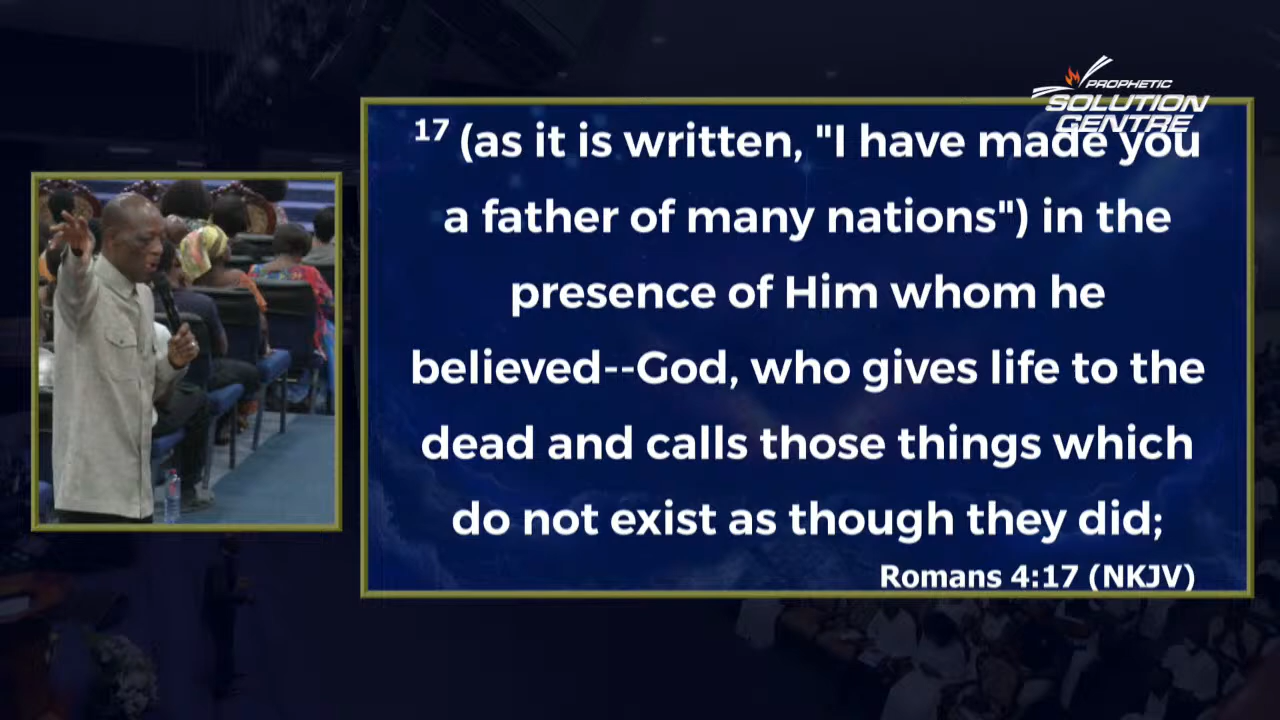 PROPHETIC
SOLUTION
CENTRE
17 (as it is written, "I have made you
a father of many nations") in the
presence of Him whom he
believed--God, who gives life to the
dead and calls those things which
do not exist as though they did;
Romans 4:17 (NKJV)